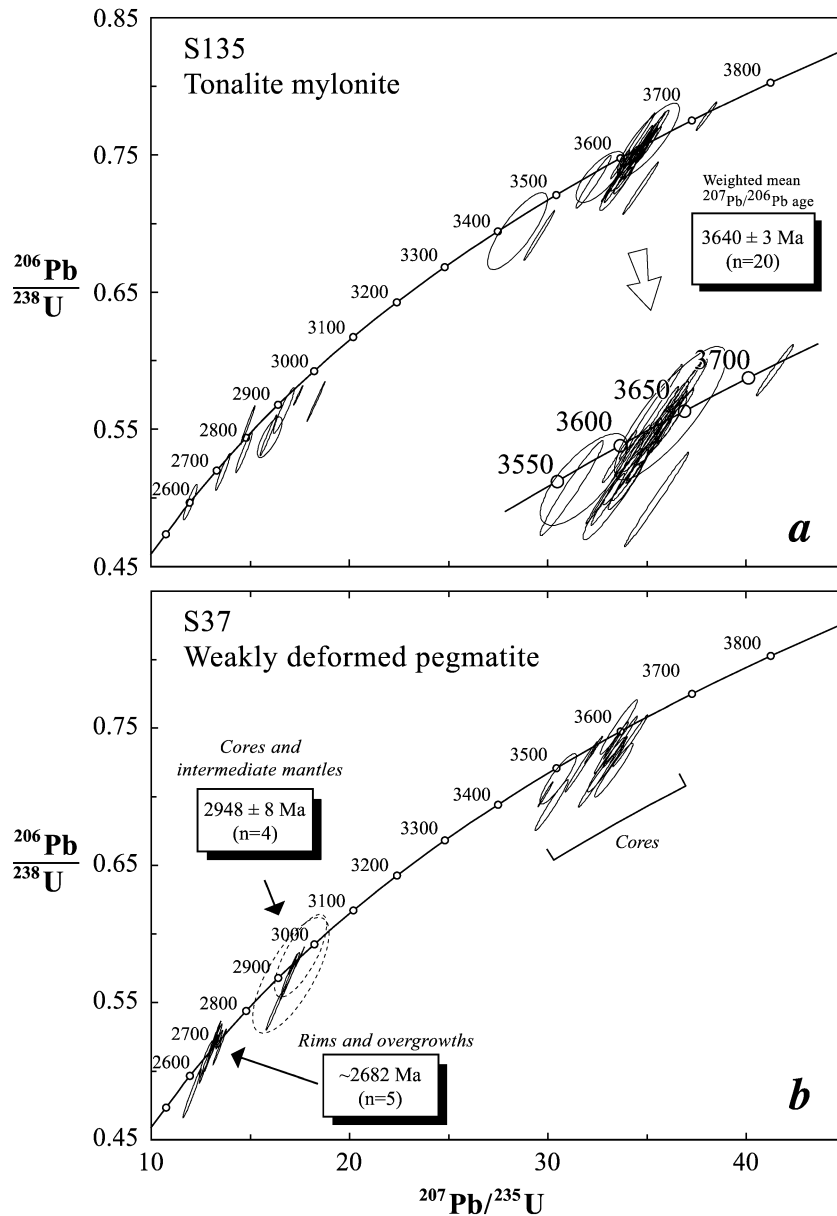 0.85
S135
Tonalite mylonite
3800
3700
0.75
3600
3500
Weighted mean
²⁰⁷Pb/²⁰⁶Pb age
3640 ± 3 Ma
(n=20)
3400
²⁰⁶Pb
²³⁸U
0.65
3300
3200
3100
3000
2900
0.55
2800
2700
2600
3700
3650
3600
3550
a
0.45
S37
Weakly deformed pegmatite
3800
3700
0.75
3600
Cores and
intermediate mantles
2948 ± 8 Ma
(n=4)
3500
3400
Cores
²⁰⁶Pb
²³⁸U
0.65
3300
3200
3100
3000
2900
0.55
2800
2700
2600
Rims and overgrowths
~2682 Ma
(n=5)
b
0.45
10 20 30 40
²⁰⁷Pb/²³⁵U